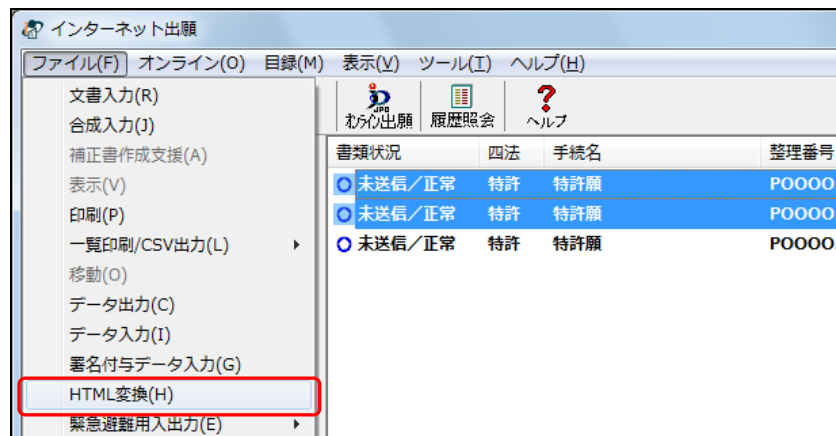 インターネット出願
ファイル(F) オンライン(O) 目録(M) 表示(V) ツール(T) ヘルプ(H)
文書入力(R)
合成入力(J)
補正書作成支援(A)
表示(V)
印刷(P)
一覧印刷/CSV出力(L)
移動(O)
データ出力(C)
データ入力(I)
署名付与データ入力(G)
HTML変換(H)
緊急避難用入出力(E)
JPO
オンライン出願 履歴照会 ヘルプ
書類状況 四法 手続名 整理番号
未送信/正常 特許 特許願 POOOO
未送信/正常 特許 特許願 POOOO
未送信/正常 特許 特許願 POOOO